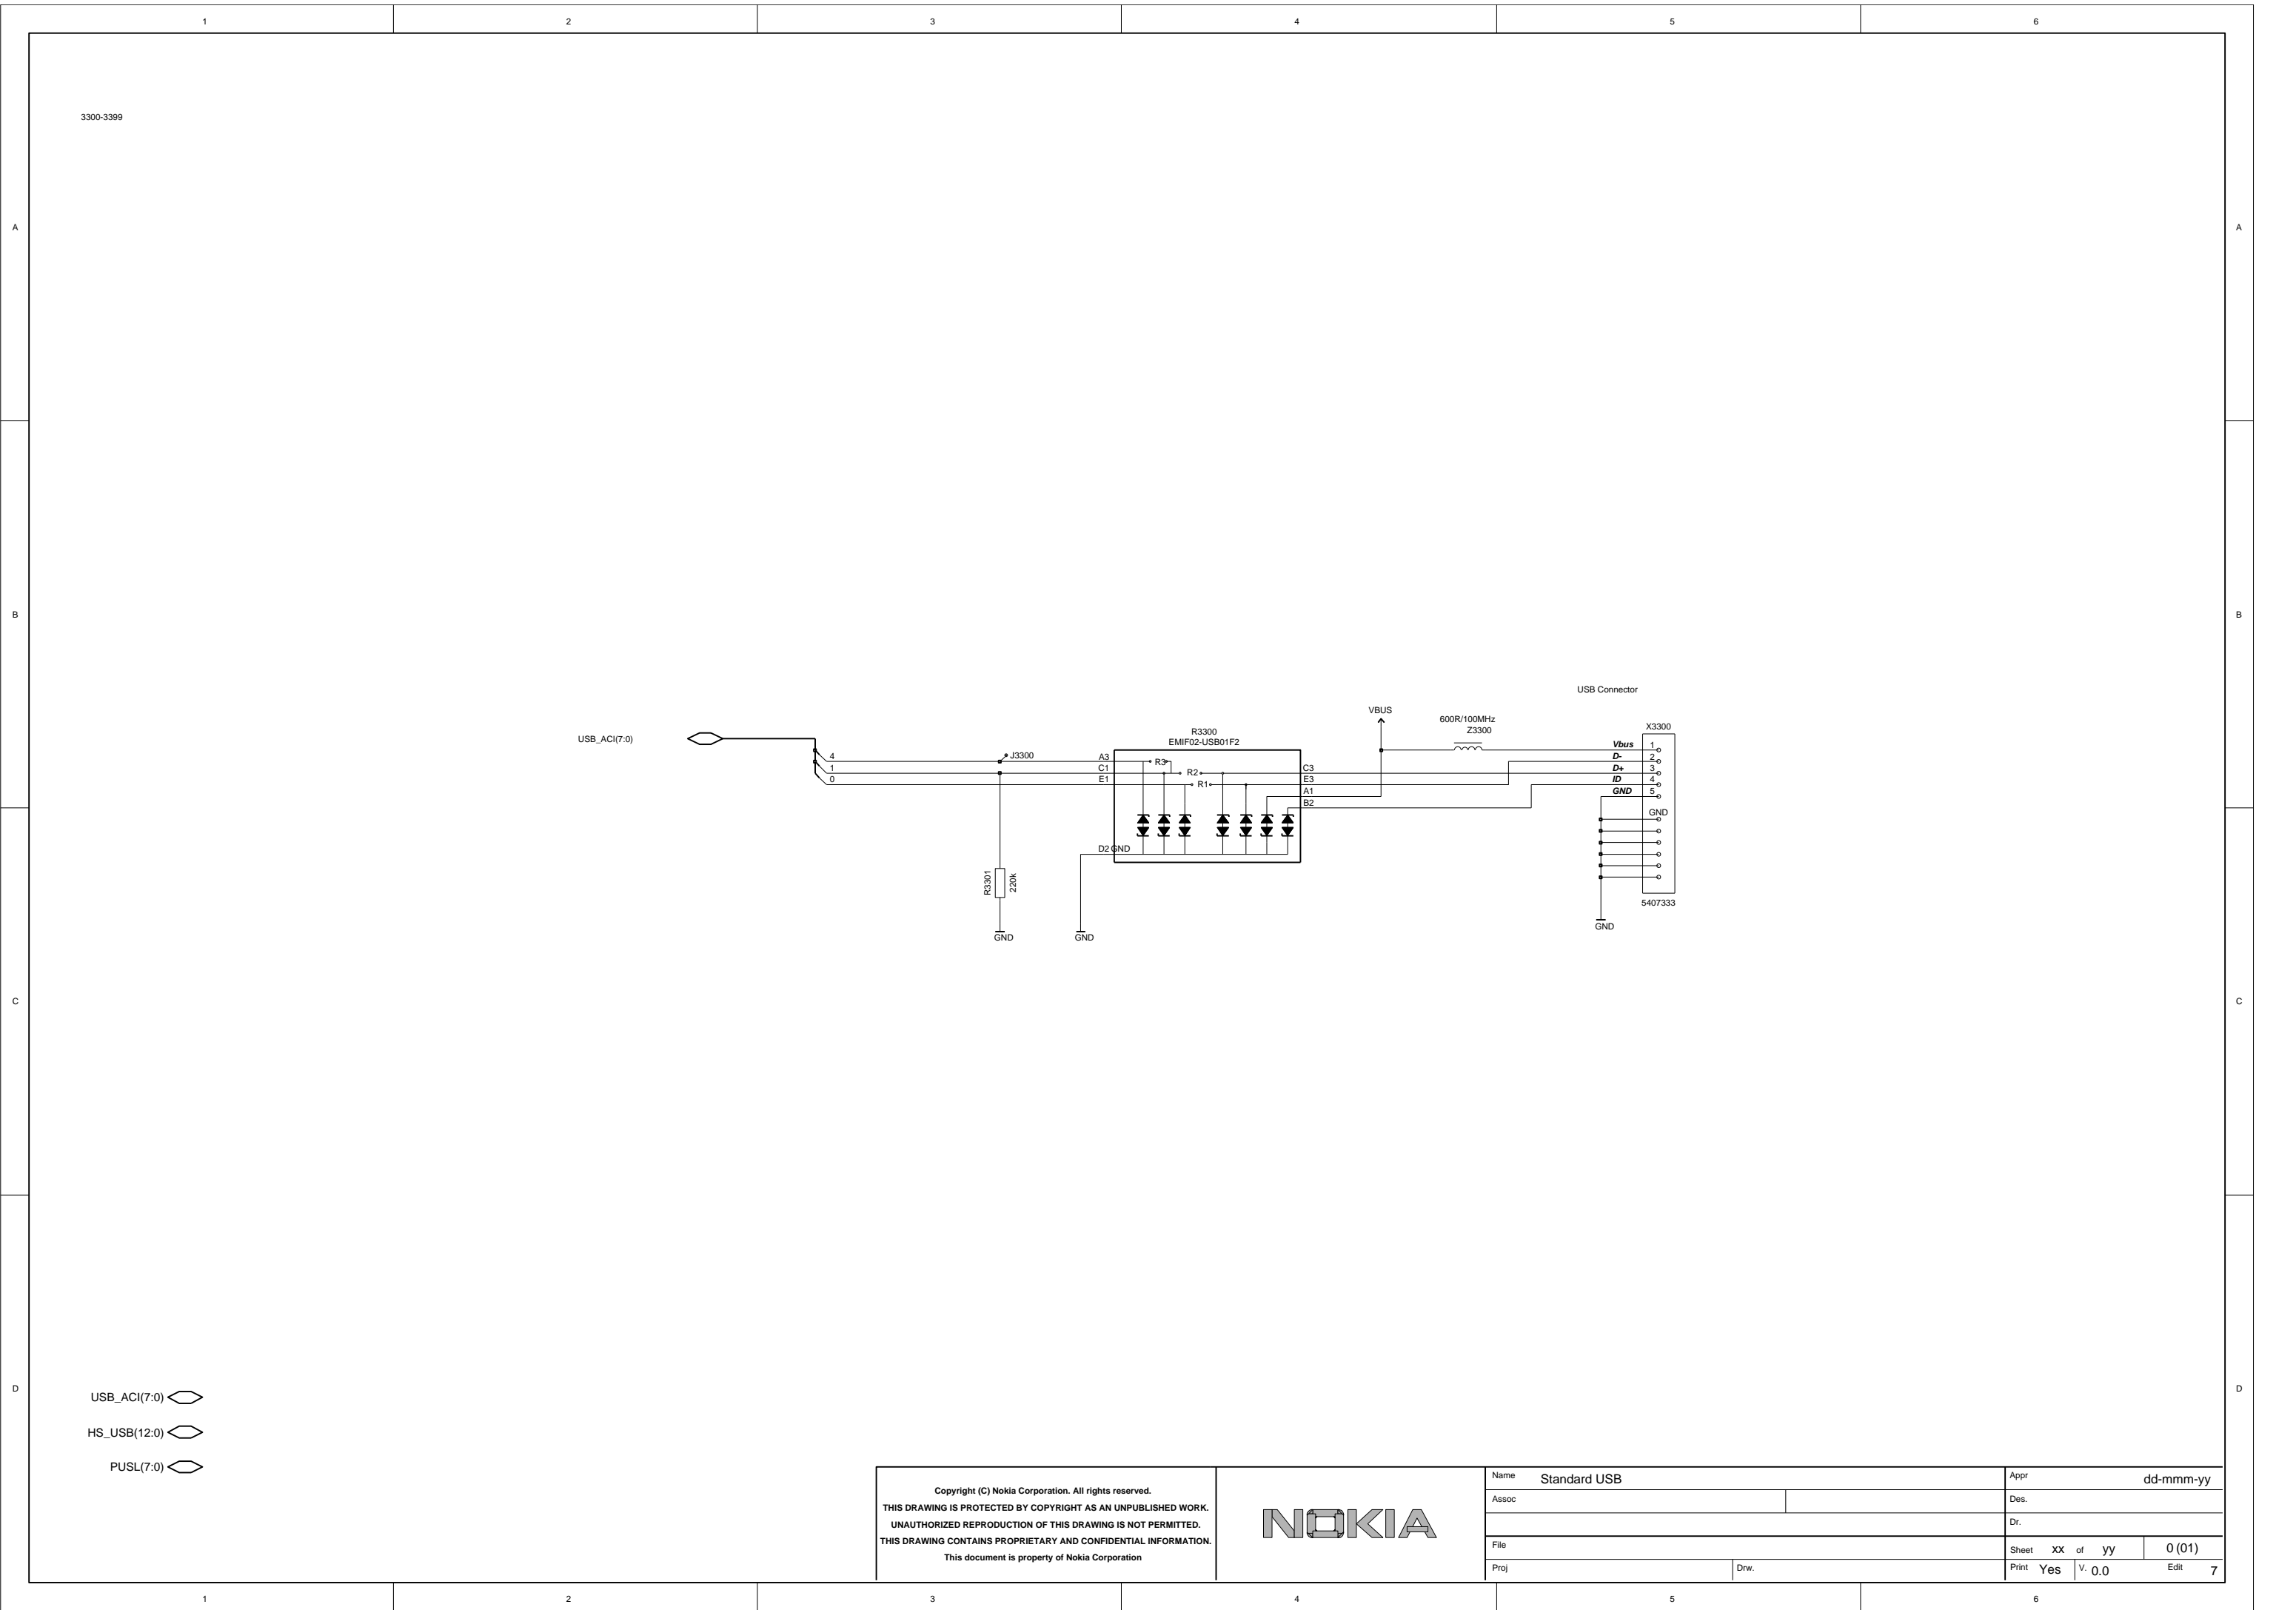 1 2 3 4 5 6
3300-3399
A A
B B
USB Connector
VBUS
600R/100MHz
Z3300
X3300
R3300
EMIF02-USB01F2
USB_ACI(7:0)
Vbus 1
D- 2
D+ 3
ID 4
GND 5
GND
4
1
0
J3300
A3
C1
E1
R3
R2
R1
C3
E3
A1
B2
D2 GND
R3301
220k
5407333
GND
GND
GND
C C
D D
USB_ACI(7:0)
HS_USB(12:0)
PUSL(7:0)
Copyright (C) Nokia Corporation. All rights reserved.
THIS DRAWING IS PROTECTED BY COPYRIGHT AS AN UNPUBLISHED WORK.
UNAUTHORIZED REPRODUCTION OF THIS DRAWING IS NOT PERMITTED.
THIS DRAWING CONTAINS PROPRIETARY AND CONFIDENTIAL INFORMATION.
This document is property of Nokia Corporation
NOKIA
Name Standard USB
Assoc
File
Proj Drw.
Appr dd-mmm-yy
Des.
Dr.
Sheet xx of yy 0 (01)
Print Yes V. 0.0 Edit 7
1 2 3 4 5 6